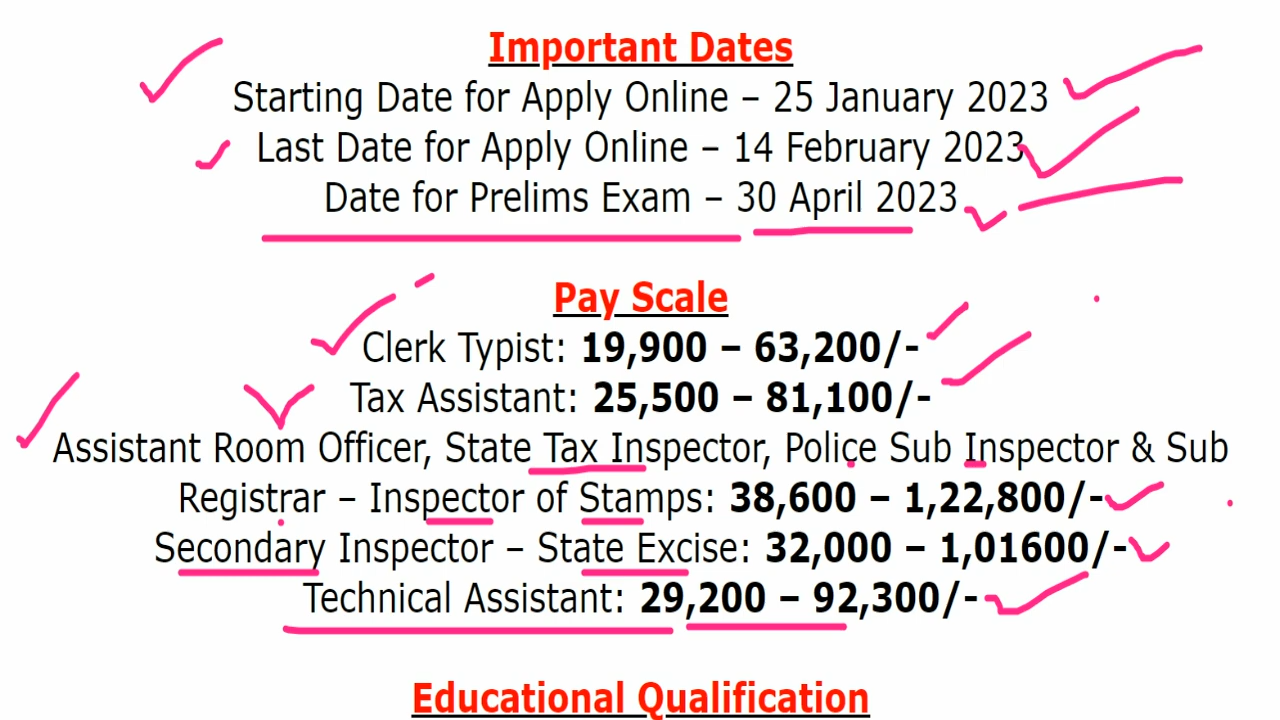 Important Dates
Starting Date for Apply Online – 25 January 2023
Last Date for Apply Online – 14 February 2023
Date for Prelims Exam – 30 April 2023
Pay Scale
Clerk Typist: 19,900 – 63,200/-
Tax Assistant: 25,500 – 81,100/-
Assistant Room Officer, State Tax Inspector, Police Sub Inspector & Sub
Registrar – Inspector of Stamps: 38,600 – 1,22,800/-
Secondary Inspector – State Excise: 32,000 – 1,01600/-
Technical Assistant: 29,200 – 92,300/-
Educational Qualification